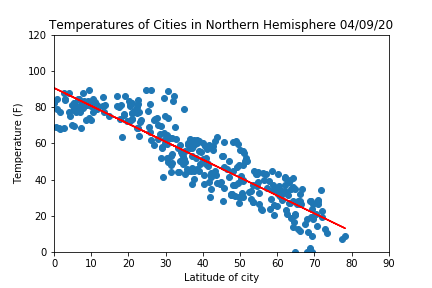 Temperatures of Cities in Northern Hemisphere 04/09/20
120
100
80
60
40
20
0
Temperature (F)
0 10 20 30 40 50 60 70 80 90
Latitude of city